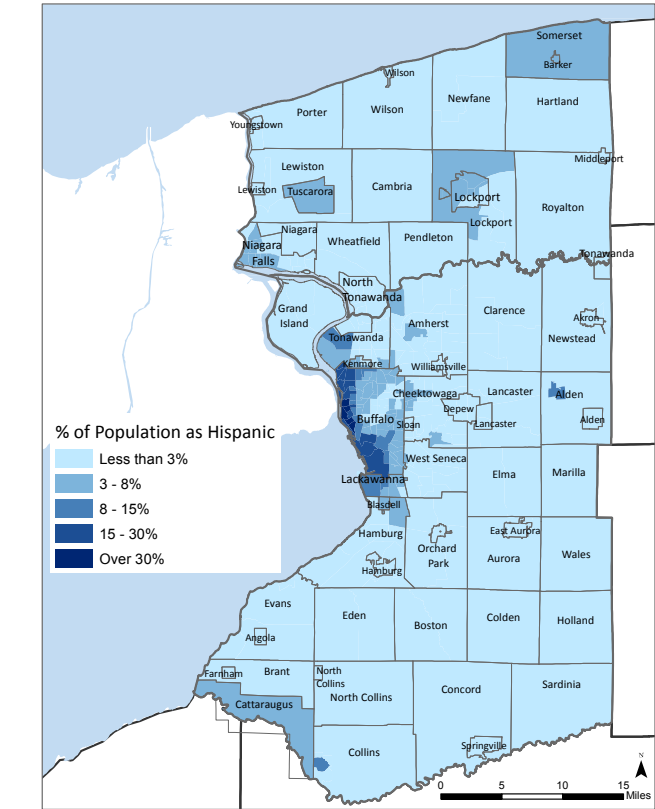 Somerset
Barker
Wilson
Newfane
Wilson
Hartland
Porter
Youngstown
Middleport
Lewiston
Cambria
Lewiston
Tuscarora
Lockport
Royalton
Lockport
Niagara
Niagara
Falls
Wheatfield
Pendleton
Tonawanda
North
Tonawanda
Grand
Island
Clarence
Amherst
Akron
Newstead
Tonawanda
Kenmore
Williamsville
Cheektowaga
Lancaster
Alden
Depew
Buffalo
Sloan
Lancaster
Alden
% of Population as Hispanic
Less than 3%
3 - 8%
8 - 15%
15 - 30%
Over 30%
West Seneca
Elma
Marilla
Lackawanna
Blasdell
Hamburg
East Aurora
Orchard
Park
Aurora
Wales
Hamburg
Evans
Eden
Boston
Colden
Holland
Angola
Farnham
Brant
North
Collins
North Collins
Concord
Sardinia
Cattaraugus
Collins
Springville
N
0 5 10 15
Miles